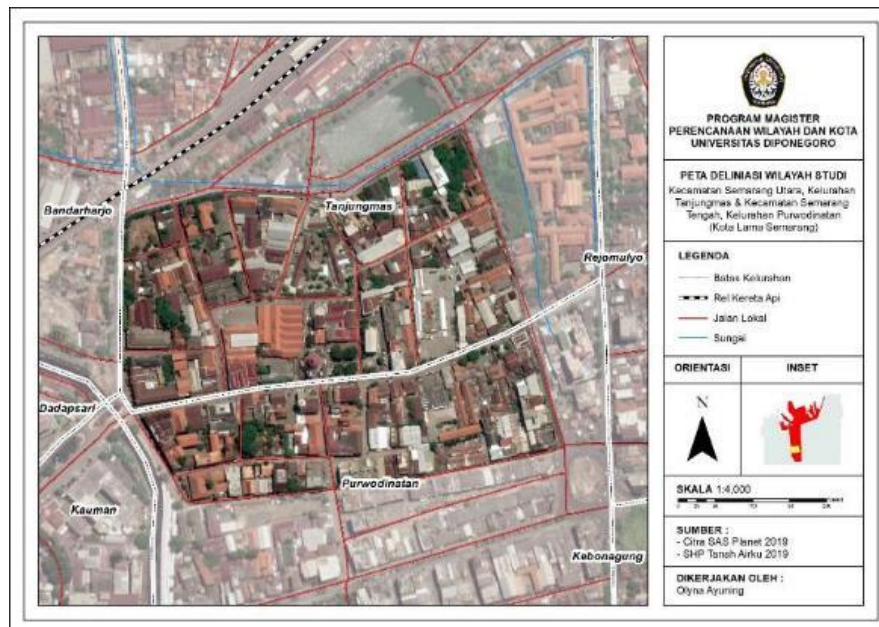 PROGRAM MAGISTER
PERENCANAAN WILAYAH DAN KOTA
UNIVERSITAS DIPONEGORO
PETA DELINIASI WILAYAH STUDI
Kecamatan Semarang Utara, Kelurahan
Tanjungmas & Kecamatan Semarang
Tengah, Kelurahan Purwodinatan
(Kota Lama Semarang)
LEGENDA
Batas Kelurahan
Rel Kereta Api
Jalan Lokal
Sungai
ORIENTASI
INSET
N
SKALA 1:4,000
SUMBER :
- Citra SAS Planet 2019
- SHP Tanah Airku 2019
DIKERJAKAN OLEH :
Olyna Ayuning
Bandarharjo
Tanjungmas
Rejomulyo
Dadapsari
Purwodinatan
Kauman
Kebonagung